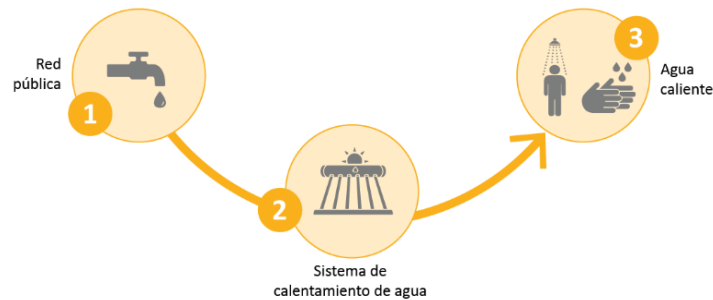 Red
pública
1
2
Sistema de
calentamiento de agua
3
Agua
caliente